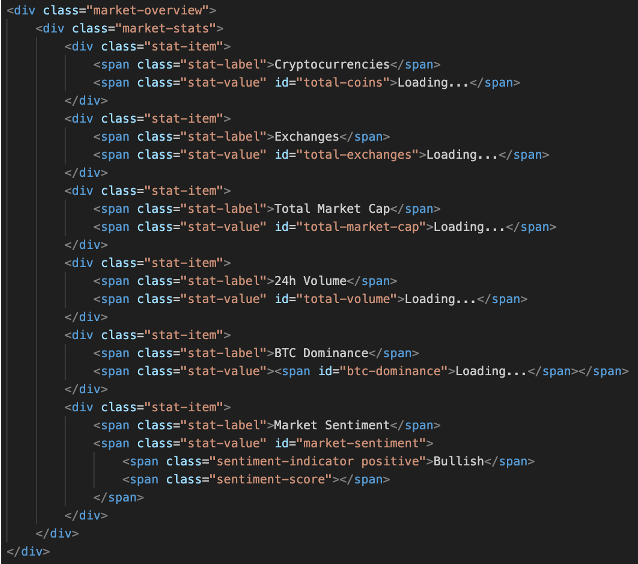 <div class="market-overview">
    <div class="market-stats">
        <div class="stat-item">
            <span class="stat-label">Cryptocurrencies</span>
            <span class="stat-value" id="total-coins">Loading...</span>
        </div>
        <div class="stat-item">
            <span class="stat-label">Exchanges</span>
            <span class="stat-value" id="total-exchanges">Loading...</span>
        </div>
        <div class="stat-item">
            <span class="stat-label">Total Market Cap</span>
            <span class="stat-value" id="total-market-cap">Loading...</span>
        </div>
        <div class="stat-item">
            <span class="stat-label">24h Volume</span>
            <span class="stat-value" id="total-volume">Loading...</span>
        </div>
        <div class="stat-item">
            <span class="stat-label">BTC Dominance</span>
            <span class="stat-value"><span id="btc-dominance">Loading...</span></span>
        </div>
        <div class="stat-item">
            <span class="stat-label">Market Sentiment</span>
            <span class="stat-value" id="market-sentiment">
                <span class="sentiment-indicator positive">Bullish</span>
                <span class="sentiment-score"></span>
            </span>
        </div>
    </div>
</div>